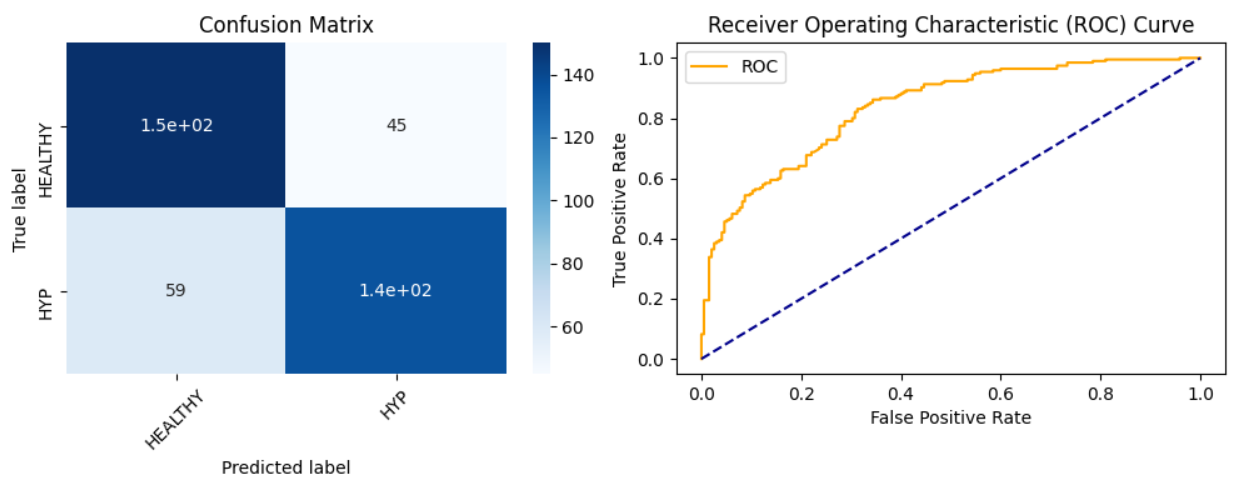 Confusion Matrix
HEALTHY
HYP
True label
1.5e+02
45
59
1.4e+02
140
120
100
80
60
HEALTHY
HYP
Predicted label
Receiver Operating Characteristic (ROC) Curve
ROC
True Positive Rate
1.0
0.8
0.6
0.4
0.2
0.0
0.0 0.2 0.4 0.6 0.8 1.0
False Positive Rate